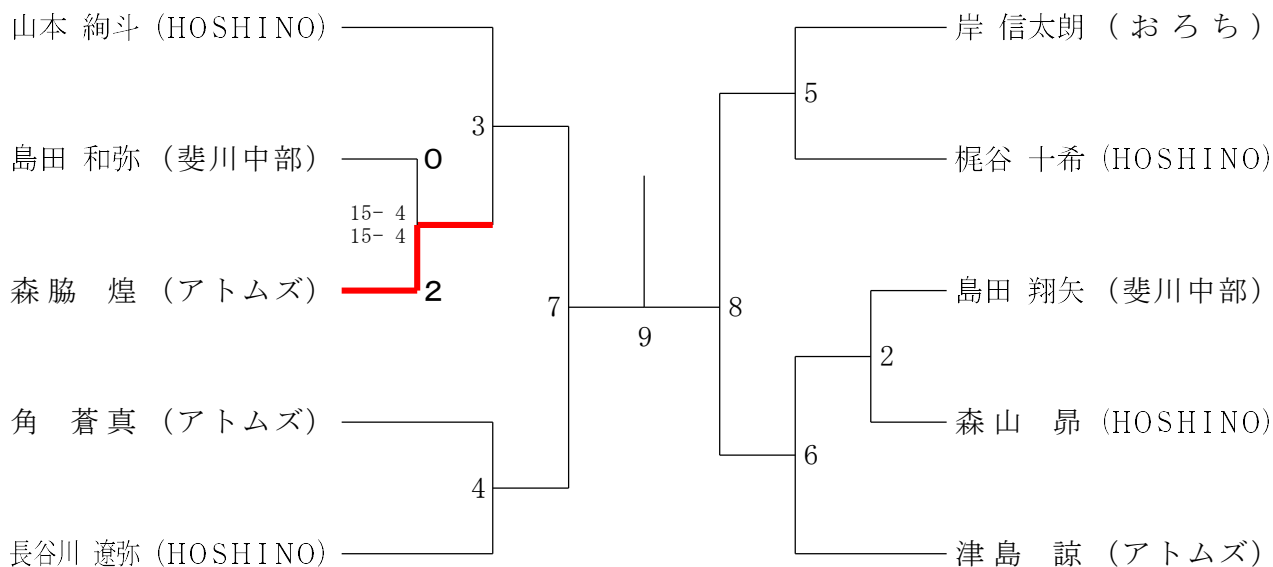 山本 絢斗 (HOSHINO)
3
島田 和弥 (斐川中部)
0
15- 4
15- 4
森脇 煌 (アトムズ)
2
7
角 蒼真 (アトムズ)
4
長谷川 遼弥 (HOSHINO)
9
岸 信太朗 (おろち)
5
梶谷 十希 (HOSHINO)
8
島田 翔矢 (斐川中部)
2
森山 昴 (HOSHINO)
6
津島 諒 (アトムズ)